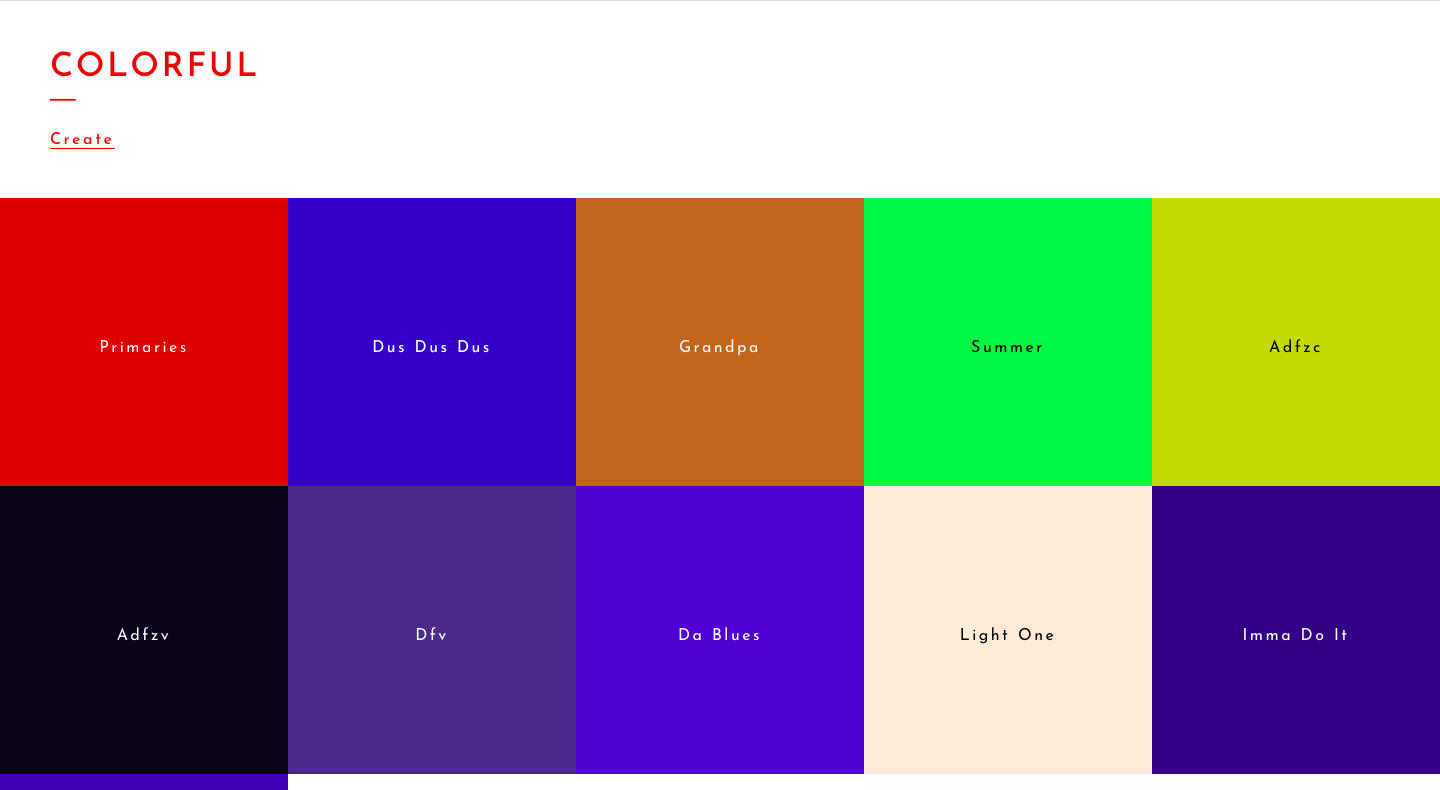 COLORFUL
Create
Primaries
Dus Dus Dus
Grandpa
Summer
Adfzc
Adfzv
Dfv
Da Blues
Light One
Imma Do It